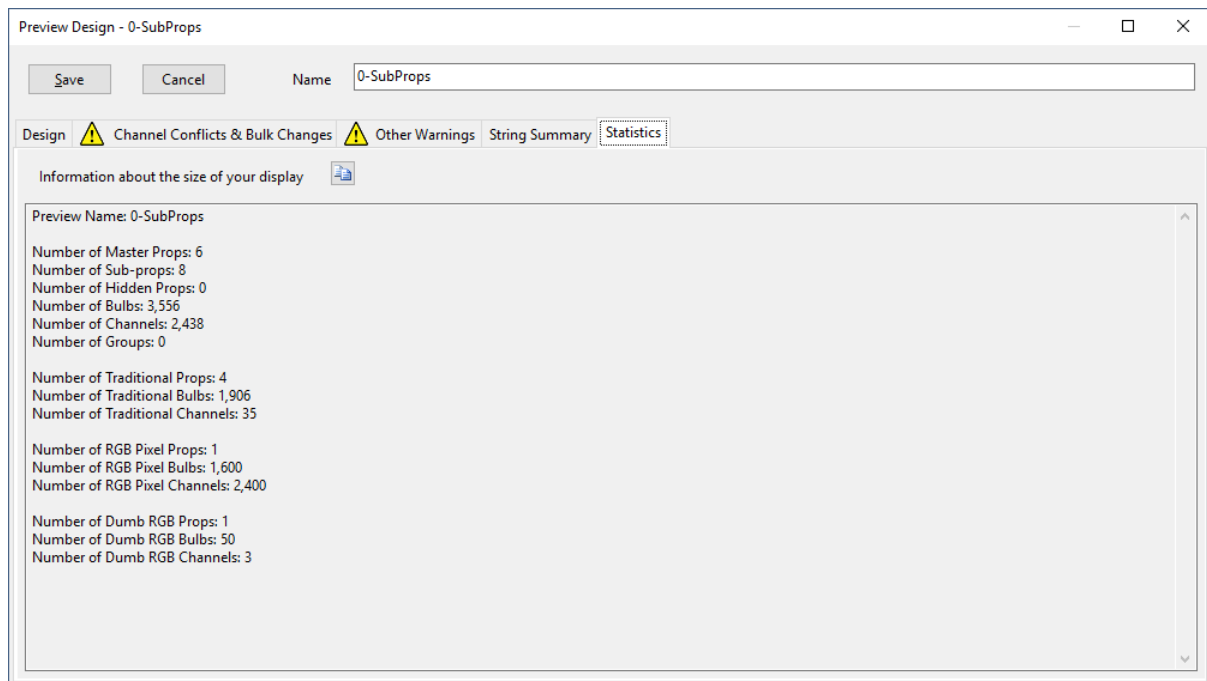 Preview Design - 0-SubProps
Save Cancel Name 0-SubProps
Design Channel Conflicts & Bulk Changes Other Warnings String Summary Statistics
Information about the size of your display
Preview Name: 0-SubProps
Number of Master Props: 6
Number of Sub-props: 8
Number of Hidden Props: 0
Number of Bulbs: 3,556
Number of Channels: 2,438
Number of Groups: 0
Number of Traditional Props: 4
Number of Traditional Bulbs: 1,906
Number of Traditional Channels: 35
Number of RGB Pixel Props: 1
Number of RGB Pixel Bulbs: 1,600
Number of RGB Pixel Channels: 2,400
Number of Dumb RGB Props: 1
Number of Dumb RGB Bulbs: 50
Number of Dumb RGB Channels: 3